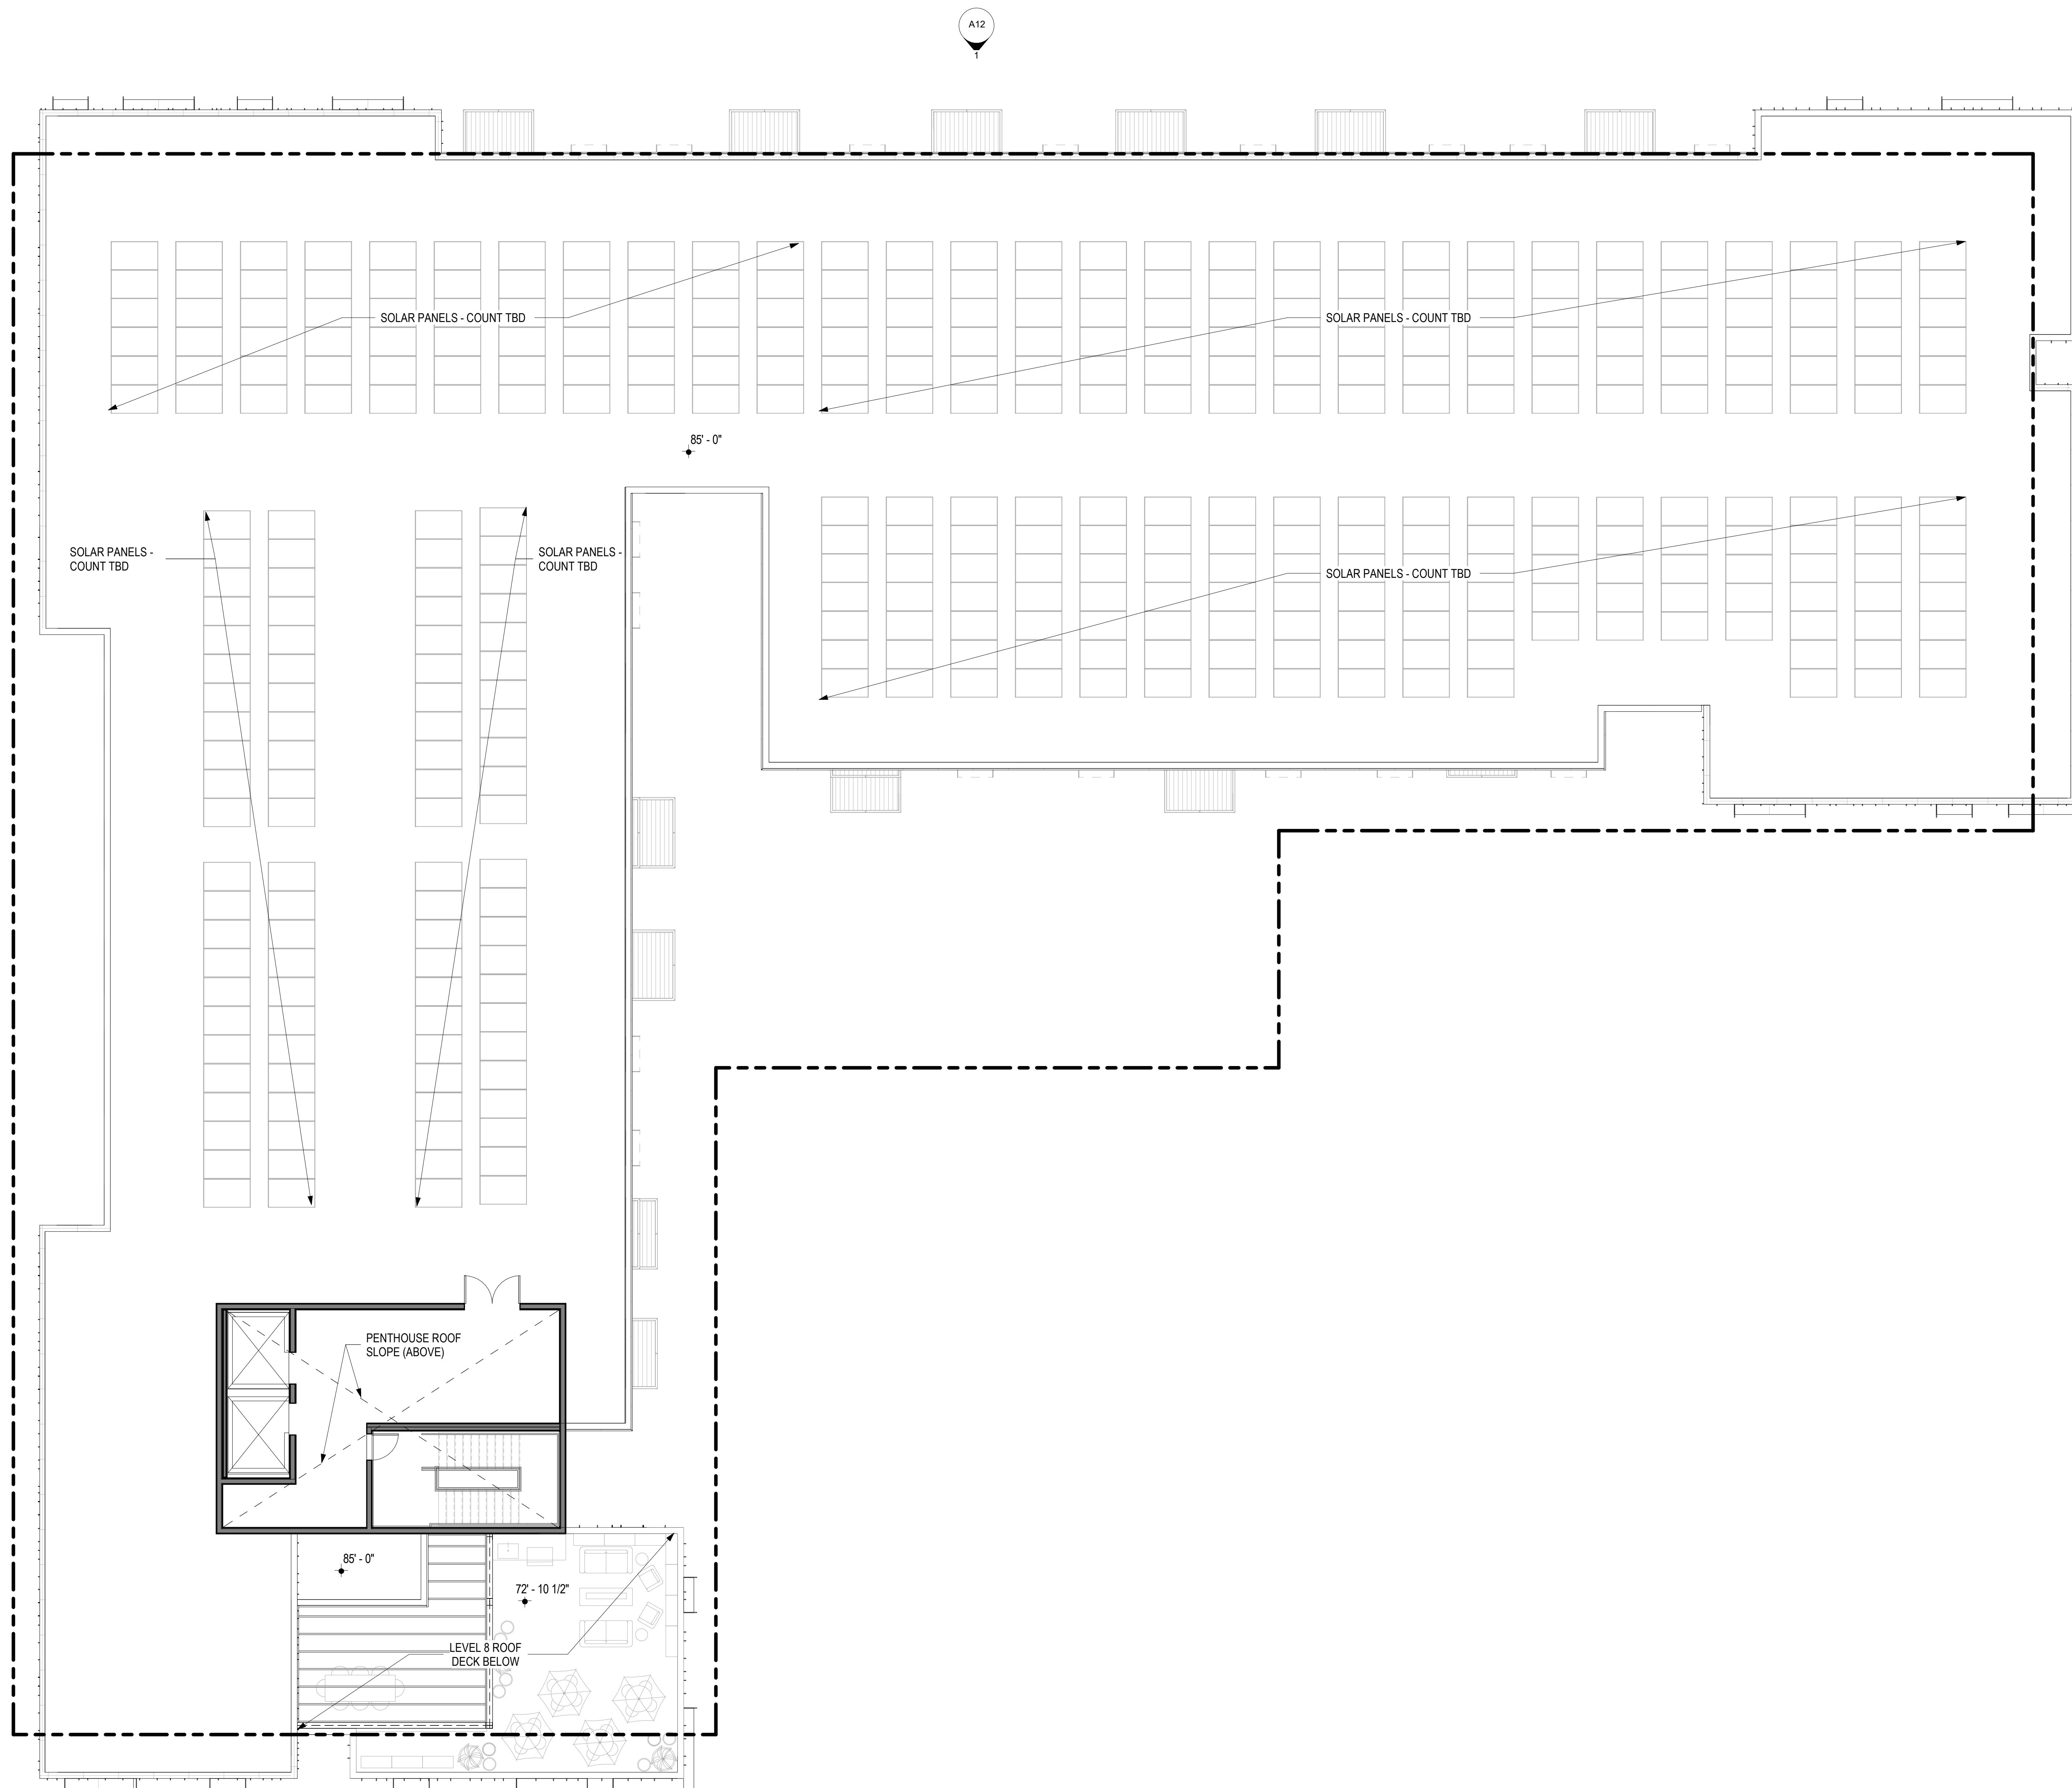 A12
1
SOLAR PANELS - COUNT TBD
SOLAR PANELS - COUNT TBD
85' - 0"
SOLAR PANELS -
COUNT TBD
SOLAR PANELS -
COUNT TBD
SOLAR PANELS - COUNT TBD
PENTHOUSE ROOF
SLOPE (ABOVE)
85' - 0"
72' - 10 1/2"
LEVEL 8 ROOF
DECK BELOW